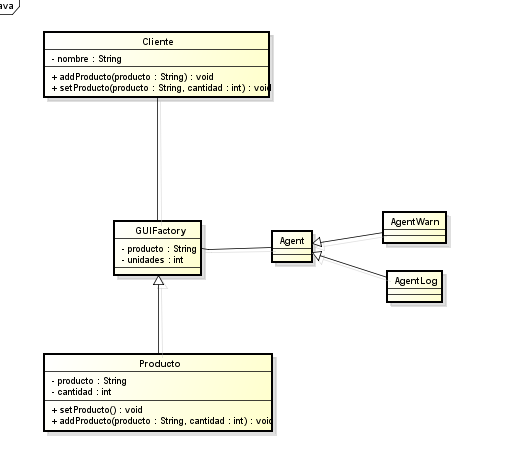 ava
Cliente
- nombre : String
+ addProducto(producto : String) : void
+ setProducto(producto : String, cantidad : int) : void
GUIFactory
- producto : String
- unidades : int
Agent
AgentWarn
AgentLog
Producto
- producto : String
- cantidad : int
+ setProducto() : void
+ addProducto(producto : String, cantidad : int) : void